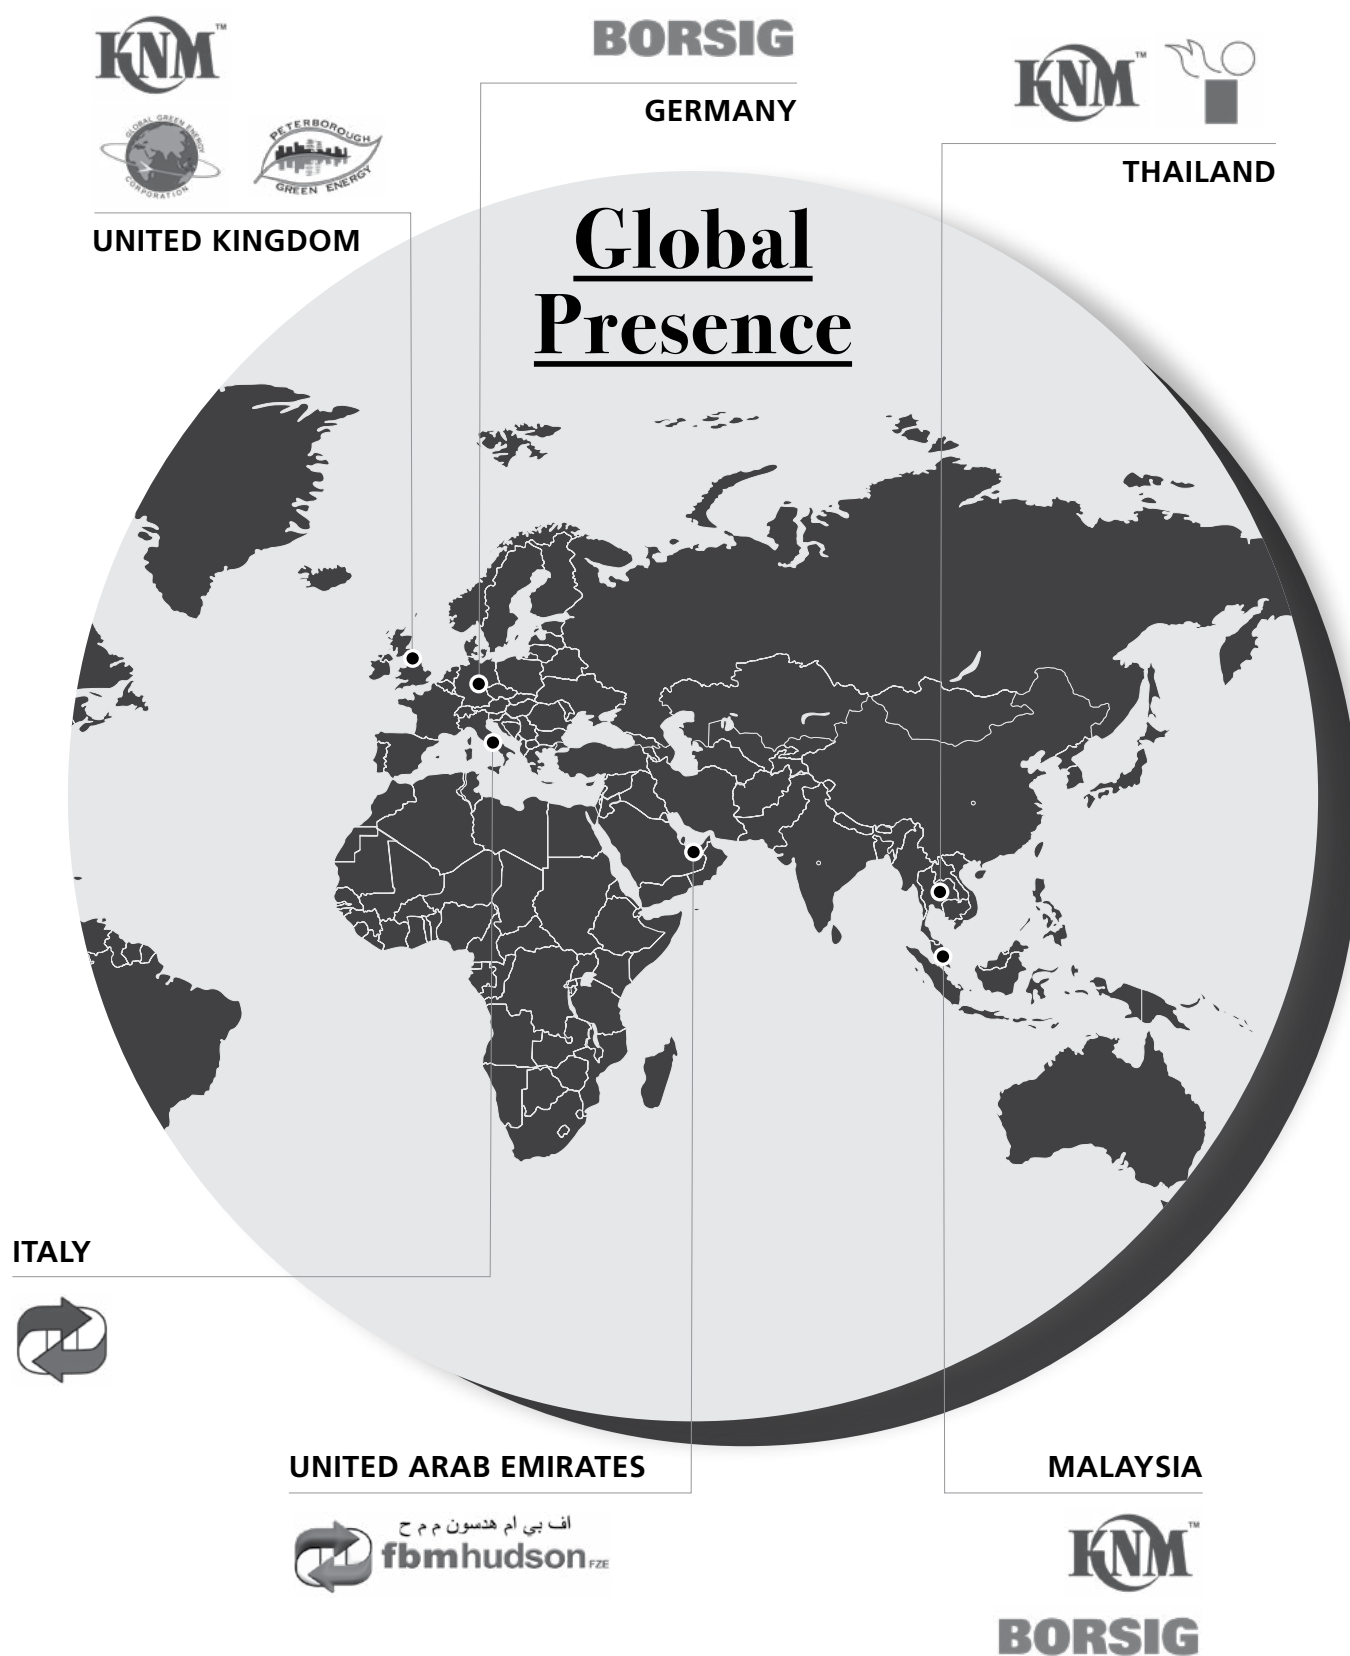 KNM™
GLOBAL GREEN ENERGY
CORPORATION
PETERBOROUGH
GREEN ENERGY
UNITED KINGDOM
BORSIG
GERMANY
KNM™
THAILAND
Global
Presence
ITALY
UNITED ARAB EMIRATES
اف بي ام هدسون م م ح
fbmhudson FZE
MALAYSIA
KNM™
BORSIG